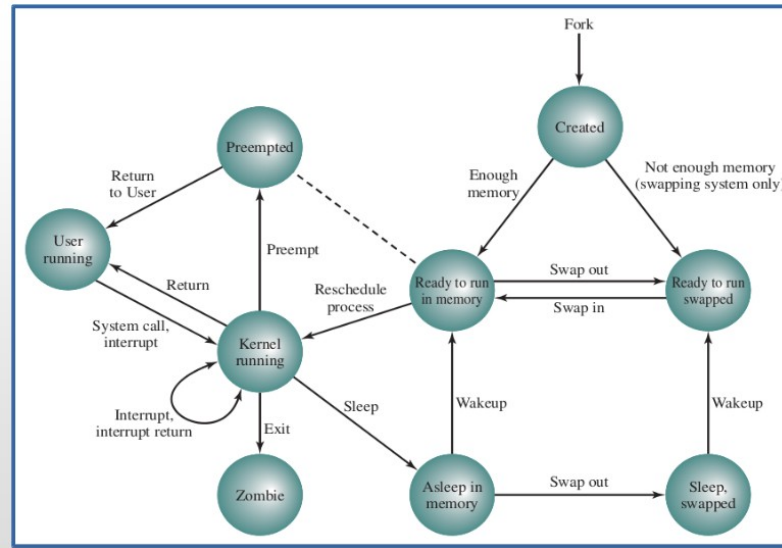 Fork
Created
Preempted
Not enough memory
(swapping system only)
Enough
memory
Return
to User
User
running
Preempt
Return
Reschedule
process
Ready to run
in memory
Swap out
Swap in
Ready to run
swapped
System call,
interrupt
Kernel
running
Sleep
Wakeup
Wakeup
Interrupt,
interrupt return
Exit
Zombie
Asleep in
memory
Swap out
Sleep,
swapped